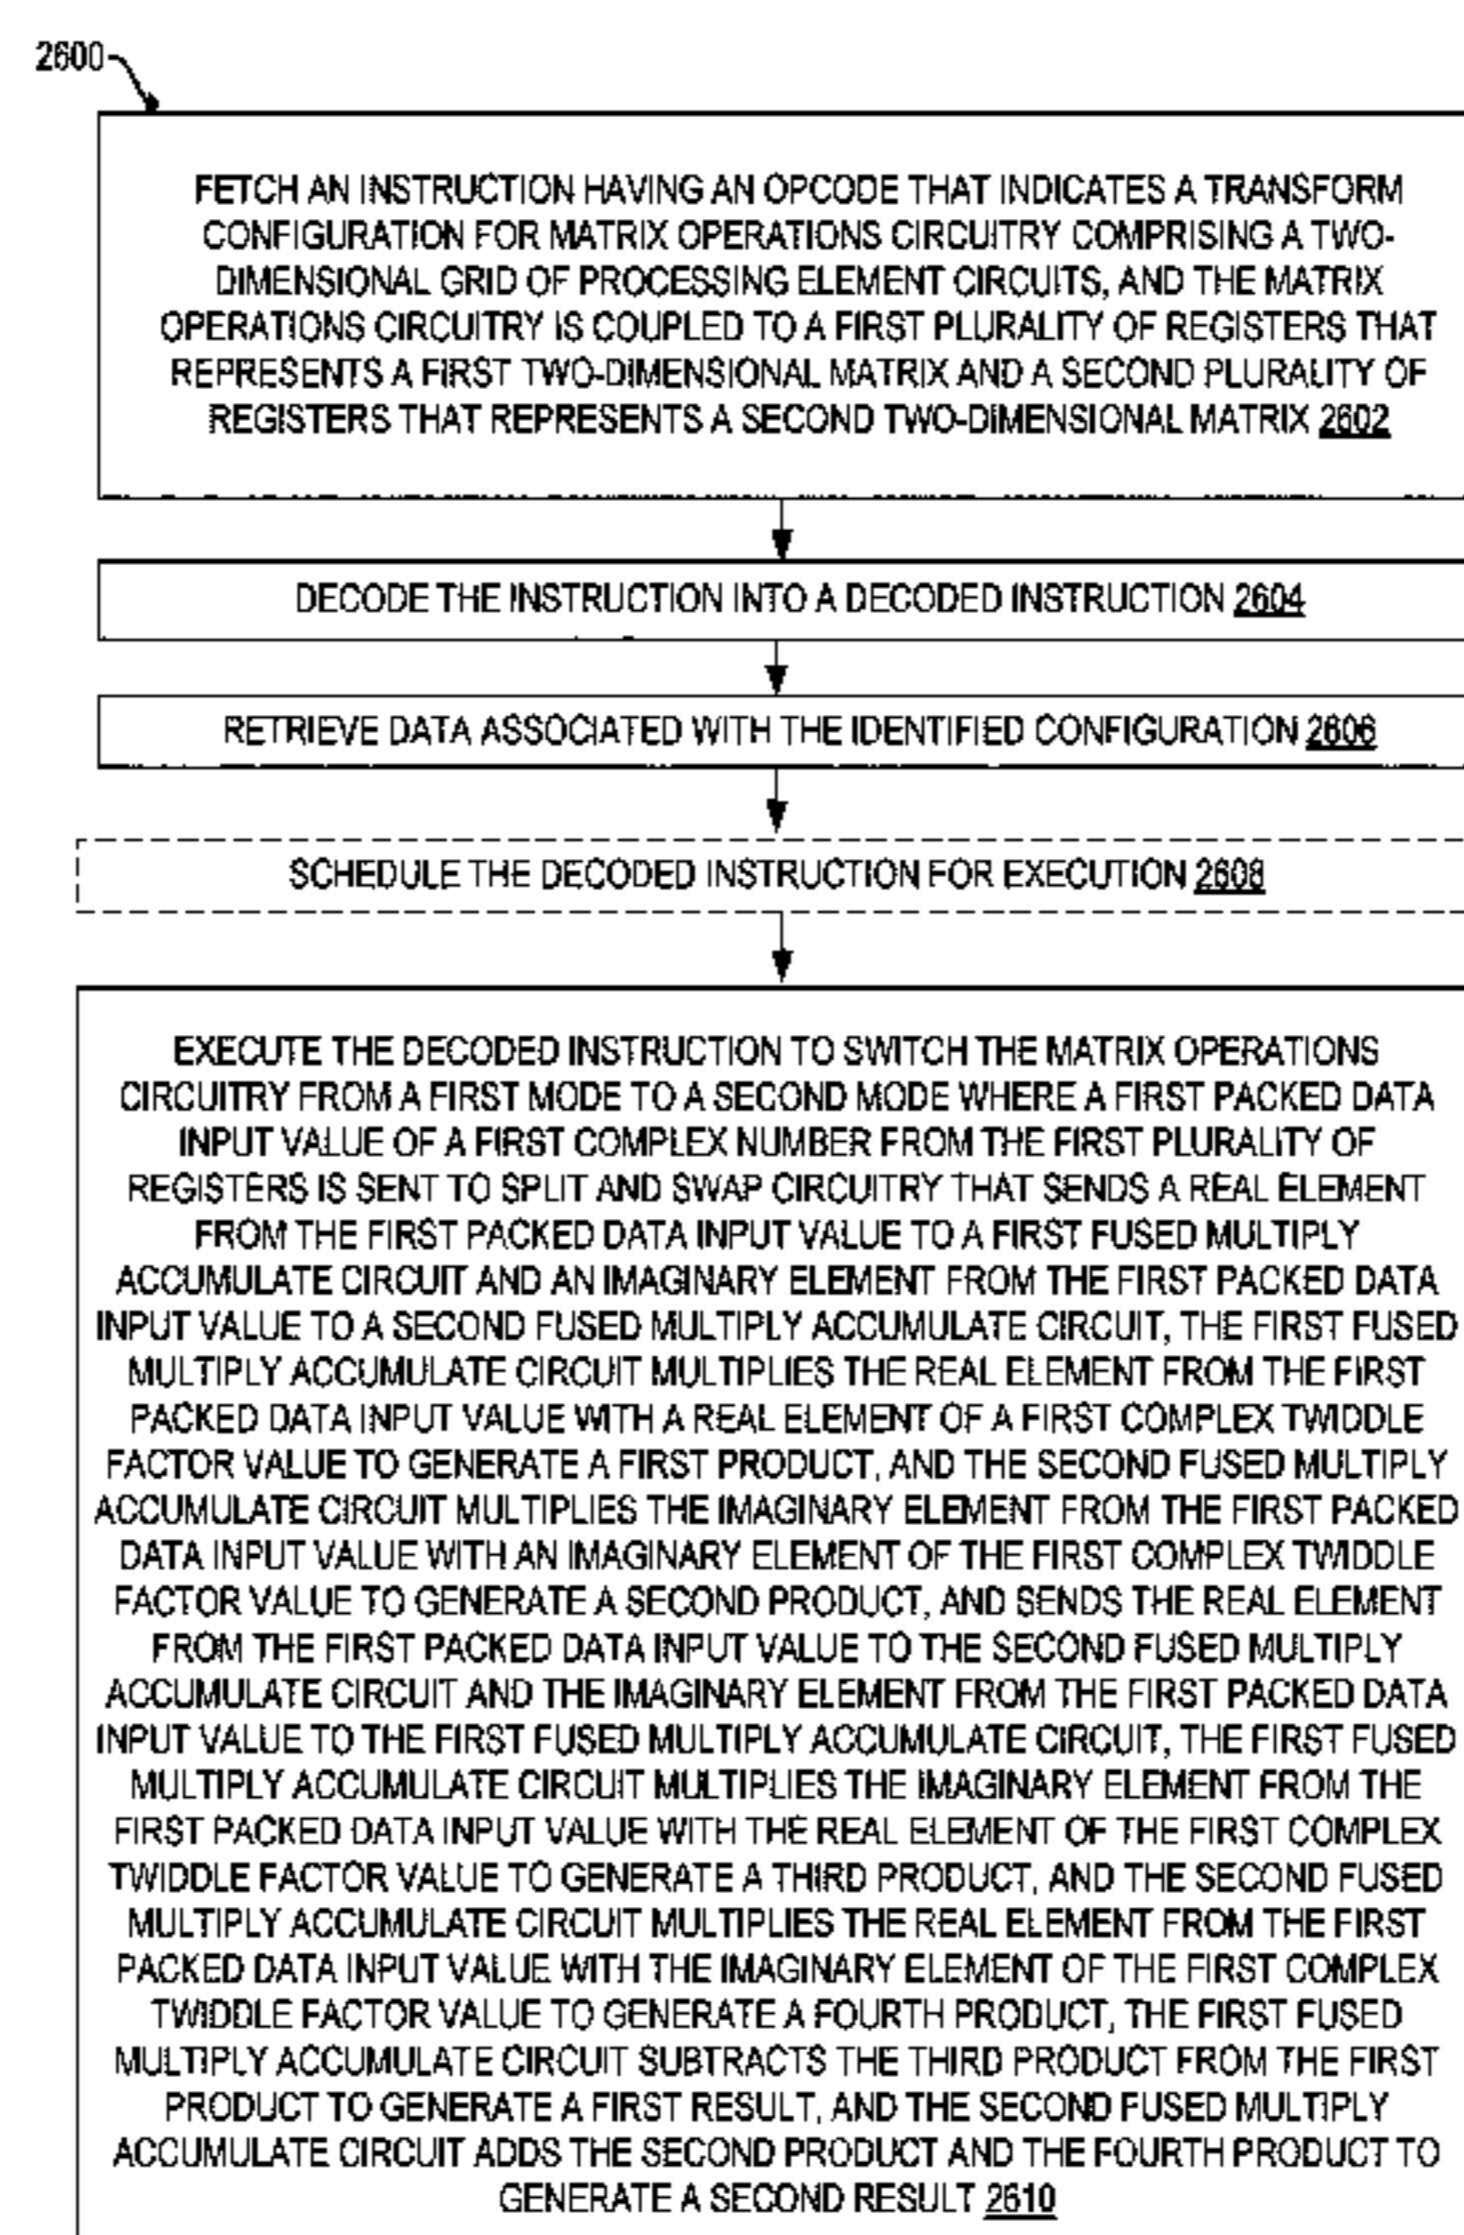 2600
FETCH AN INSTRUCTION HAVING AN OPCODE THAT INDICATES A TRANSFORM
CONFIGURATION FOR MATRIX OPERATIONS CIRCUITRY COMPRISING A TWO-
DIMENSIONAL GRID OF PROCESSING ELEMENT CIRCUITS, AND THE MATRIX
OPERATIONS CIRCUITRY IS COUPLED TO A FIRST PLURALITY OF REGISTERS THAT
REPRESENTS A FIRST TWO-DIMENSIONAL MATRIX AND A SECOND PLURALITY OF
REGISTERS THAT REPRESENTS A SECOND TWO-DIMENSIONAL MATRIX 2602
DECODE THE INSTRUCTION INTO A DECODED INSTRUCTION 2604
RETRIEVE DATA ASSOCIATED WITH THE IDENTIFIED CONFIGURATION 2606
SCHEDULE THE DECODED INSTRUCTION FOR EXECUTION 2608
EXECUTE THE DECODED INSTRUCTION TO SWITCH THE MATRIX OPERATIONS
CIRCUITRY FROM A FIRST MODE TO A SECOND MODE WHERE A FIRST PACKED DATA
INPUT VALUE OF A FIRST COMPLEX NUMBER FROM THE FIRST PLURALITY OF
REGISTERS IS SENT TO SPLIT AND SWAP CIRCUITRY THAT SENDS A REAL ELEMENT
FROM THE FIRST PACKED DATA INPUT VALUE TO A FIRST FUSED MULTIPLY
ACCUMULATE CIRCUIT AND AN IMAGINARY ELEMENT FROM THE FIRST PACKED DATA
INPUT VALUE TO A SECOND FUSED MULTIPLY ACCUMULATE CIRCUIT, THE FIRST FUSED
MULTIPLY ACCUMULATE CIRCUIT MULTIPLIES THE REAL ELEMENT FROM THE FIRST
PACKED DATA INPUT VALUE WITH A REAL ELEMENT OF A FIRST COMPLEX TWIDDLE
FACTOR VALUE TO GENERATE A FIRST PRODUCT, AND THE SECOND FUSED MULTIPLY
ACCUMULATE CIRCUIT MULTIPLIES THE IMAGINARY ELEMENT FROM THE FIRST PACKED
DATA INPUT VALUE WITH AN IMAGINARY ELEMENT OF THE FIRST COMPLEX TWIDDLE
FACTOR VALUE TO GENERATE A SECOND PRODUCT, AND SENDS THE REAL ELEMENT
FROM THE FIRST PACKED DATA INPUT VALUE TO THE SECOND FUSED MULTIPLY
ACCUMULATE CIRCUIT AND THE IMAGINARY ELEMENT FROM THE FIRST PACKED DATA
INPUT VALUE TO THE FIRST FUSED MULTIPLY ACCUMULATE CIRCUIT, THE FIRST FUSED
MULTIPLY ACCUMULATE CIRCUIT MULTIPLIES THE IMAGINARY ELEMENT FROM THE
FIRST PACKED DATA INPUT VALUE WITH THE REAL ELEMENT OF THE FIRST COMPLEX
TWIDDLE FACTOR VALUE TO GENERATE A THIRD PRODUCT, AND THE SECOND FUSED
MULTIPLY ACCUMULATE CIRCUIT MULTIPLIES THE REAL ELEMENT FROM THE FIRST
PACKED DATA INPUT VALUE WITH THE IMAGINARY ELEMENT OF THE FIRST COMPLEX
TWIDDLE FACTOR VALUE TO GENERATE A FOURTH PRODUCT, THE FIRST FUSED
MULTIPLY ACCUMULATE CIRCUIT SUBTRACTS THE THIRD PRODUCT FROM THE FIRST
PRODUCT TO GENERATE A FIRST RESULT, AND THE SECOND FUSED MULTIPLY
ACCUMULATE CIRCUIT ADDS THE SECOND PRODUCT AND THE FOURTH PRODUCT TO
GENERATE A SECOND RESULT 2610